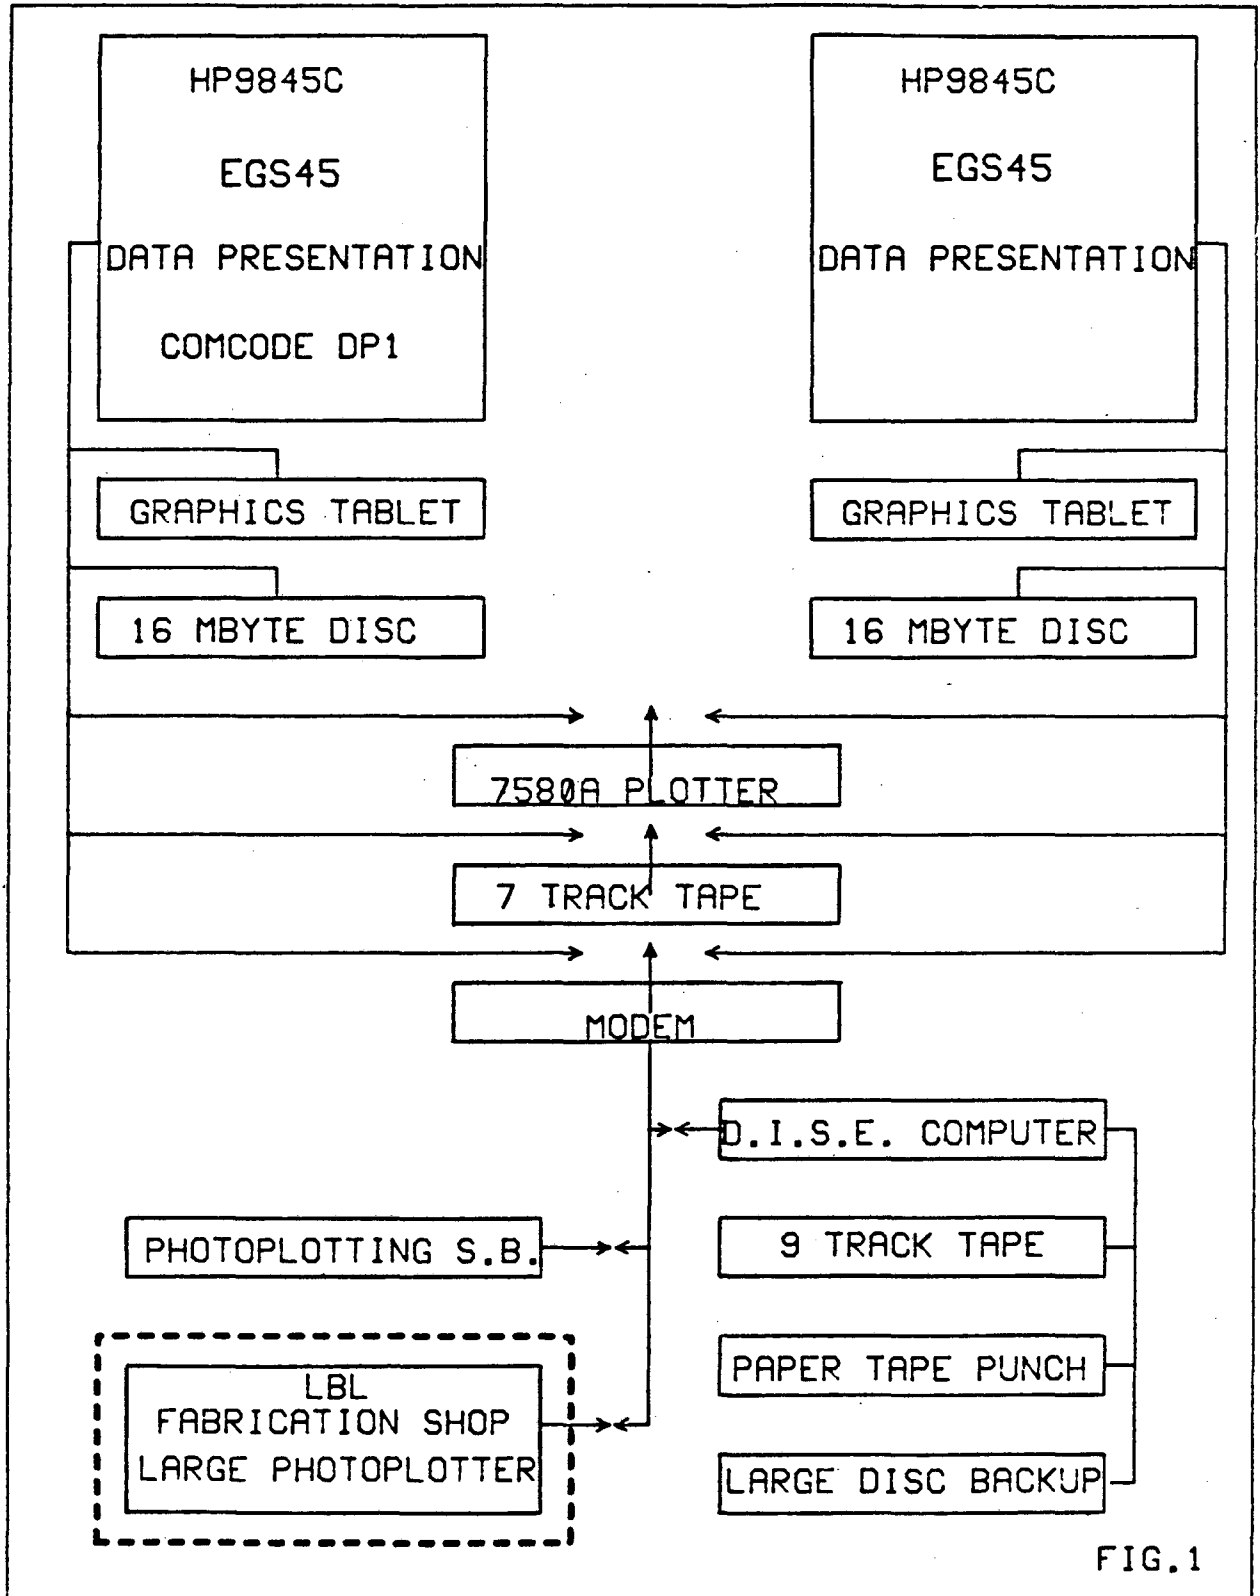 HP9845C
EGS45
DATA PRESENTATION
COMCODE DP1
GRAPHICS TABLET
16 MBYTE DISC
HP9845C
EGS45
DATA PRESENTATION
GRAPHICS TABLET
16 MBYTE DISC
7580A PLOTTER
7 TRACK TAPE
MODEM
D.I.S.E. COMPUTER
9 TRACK TAPE
PAPER TAPE PUNCH
LARGE DISC BACKUP
PHOTOPLOTTING S.B.
LBL
FABRICATION SHOP
LARGE PHOTOPLOTTER
FIG.1